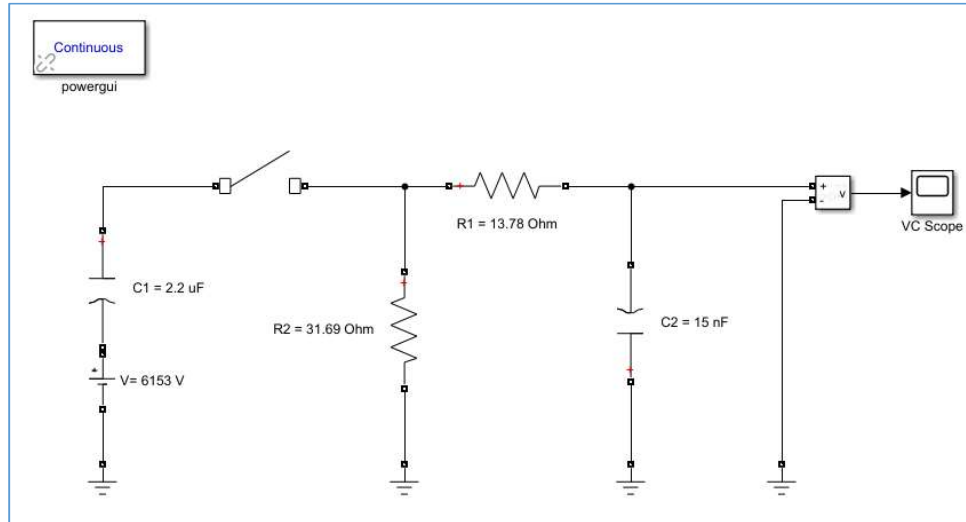 Continuous
powergui
R1 = 13.78 Ohm
+
-
v
VC Scope
C1 = 2.2 uF
R2 = 31.69 Ohm
C2 = 15 nF
V= 6153 V